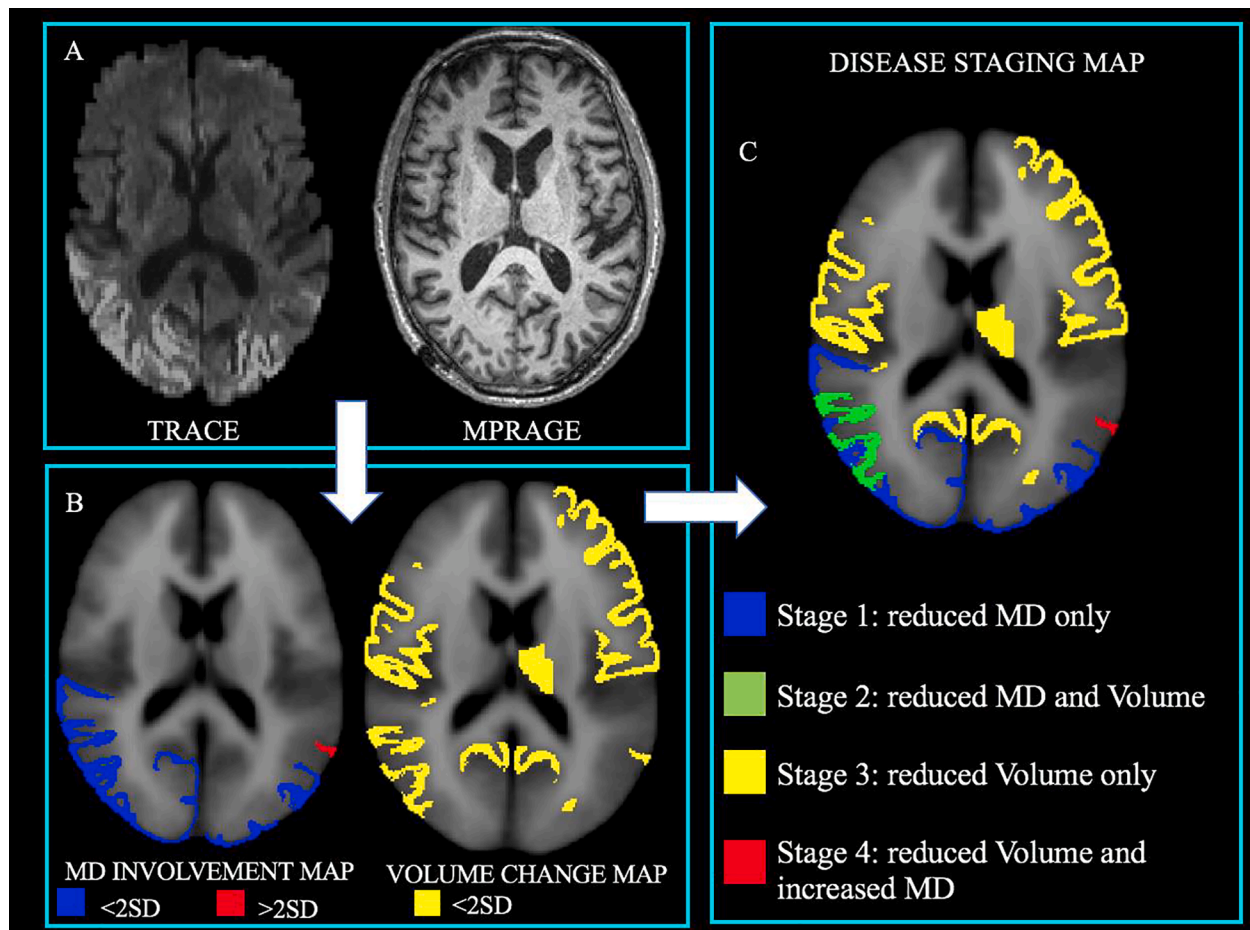 A
TRACE
MPRAGE
B
MD INVOLVEMENT MAP
<2SD
>2SD
VOLUME CHANGE MAP
<2SD
DISEASE STAGING MAP
C
Stage 1: reduced MD only
Stage 2: reduced MD and Volume
Stage 3: reduced Volume only
Stage 4: reduced Volume and
increased MD